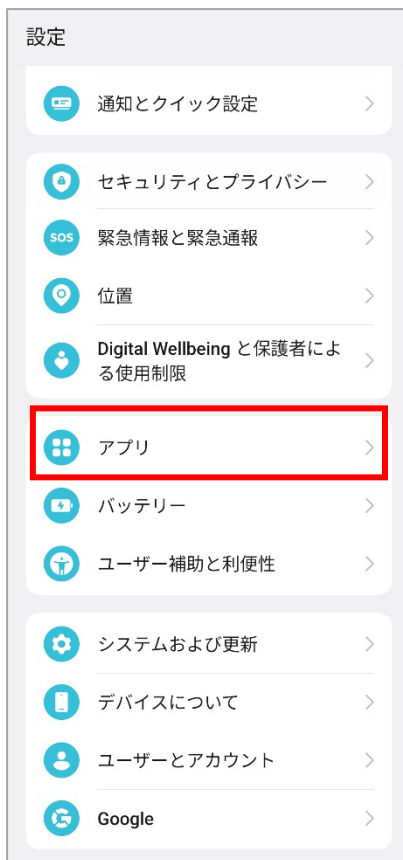 設定
通知とクイック設定
セキュリティとプライバシー
SOS
緊急情報と緊急通報
位置
Digital Wellbeing と保護者によ
る使用制限
アプリ
バッテリー
ユーザー補助と利便性
システムおよび更新
デバイスについて
ユーザーとアカウント
Google